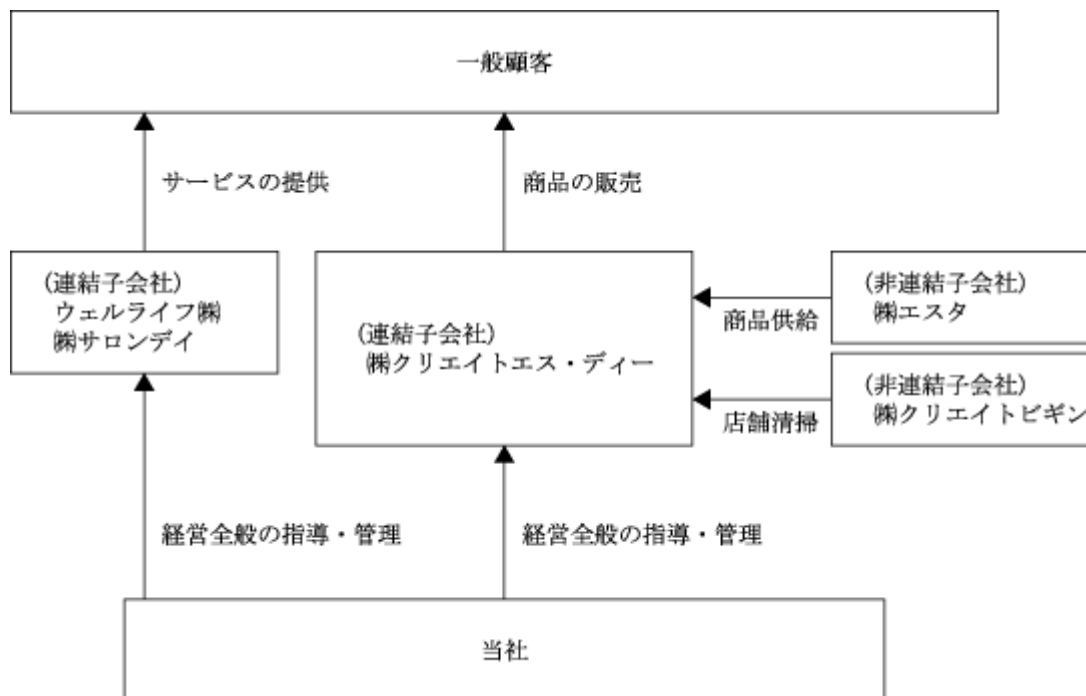 一般顧客
サービスの提供
商品の販売
(連結子会社)
ウェルライフ㈱
㈱サロンデイ
(連結子会社)
㈱クリエイトエス・ディー
商品供給
店舗清掃
(非連結子会社)
㈱エスタ
(非連結子会社)
㈱クリエイトビギン
経営全般の指導・管理
経営全般の指導・管理
当社